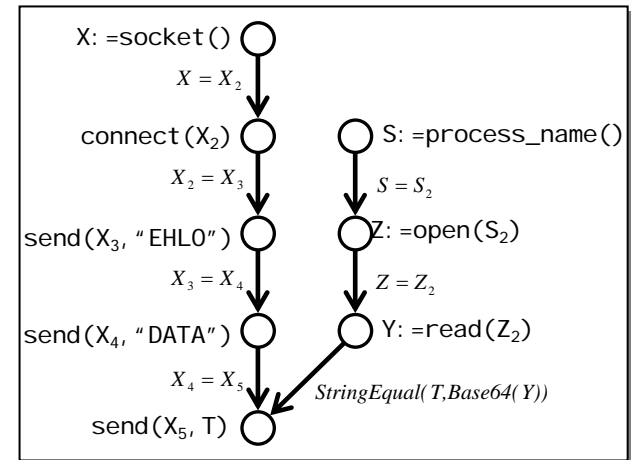 X:=socket()
X = X₂
connect(X₂)
S:=process_name()
X₂ = X₃
S = S₂
send(X₃, "EHLO")
Z:=open(S₂)
X₃ = X₄
Z = Z₂
send(X₄, "DATA")
Y:=read(Z₂)
X₄ = X₅
StringEqual(T,Base64(Y))
send(X₅, T)